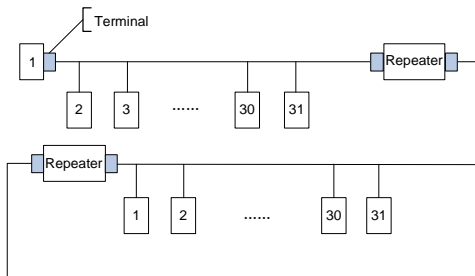 Terminal
1 Repeater
2 3 ...... 30 31
Repeater
1 2 ...... 30 31